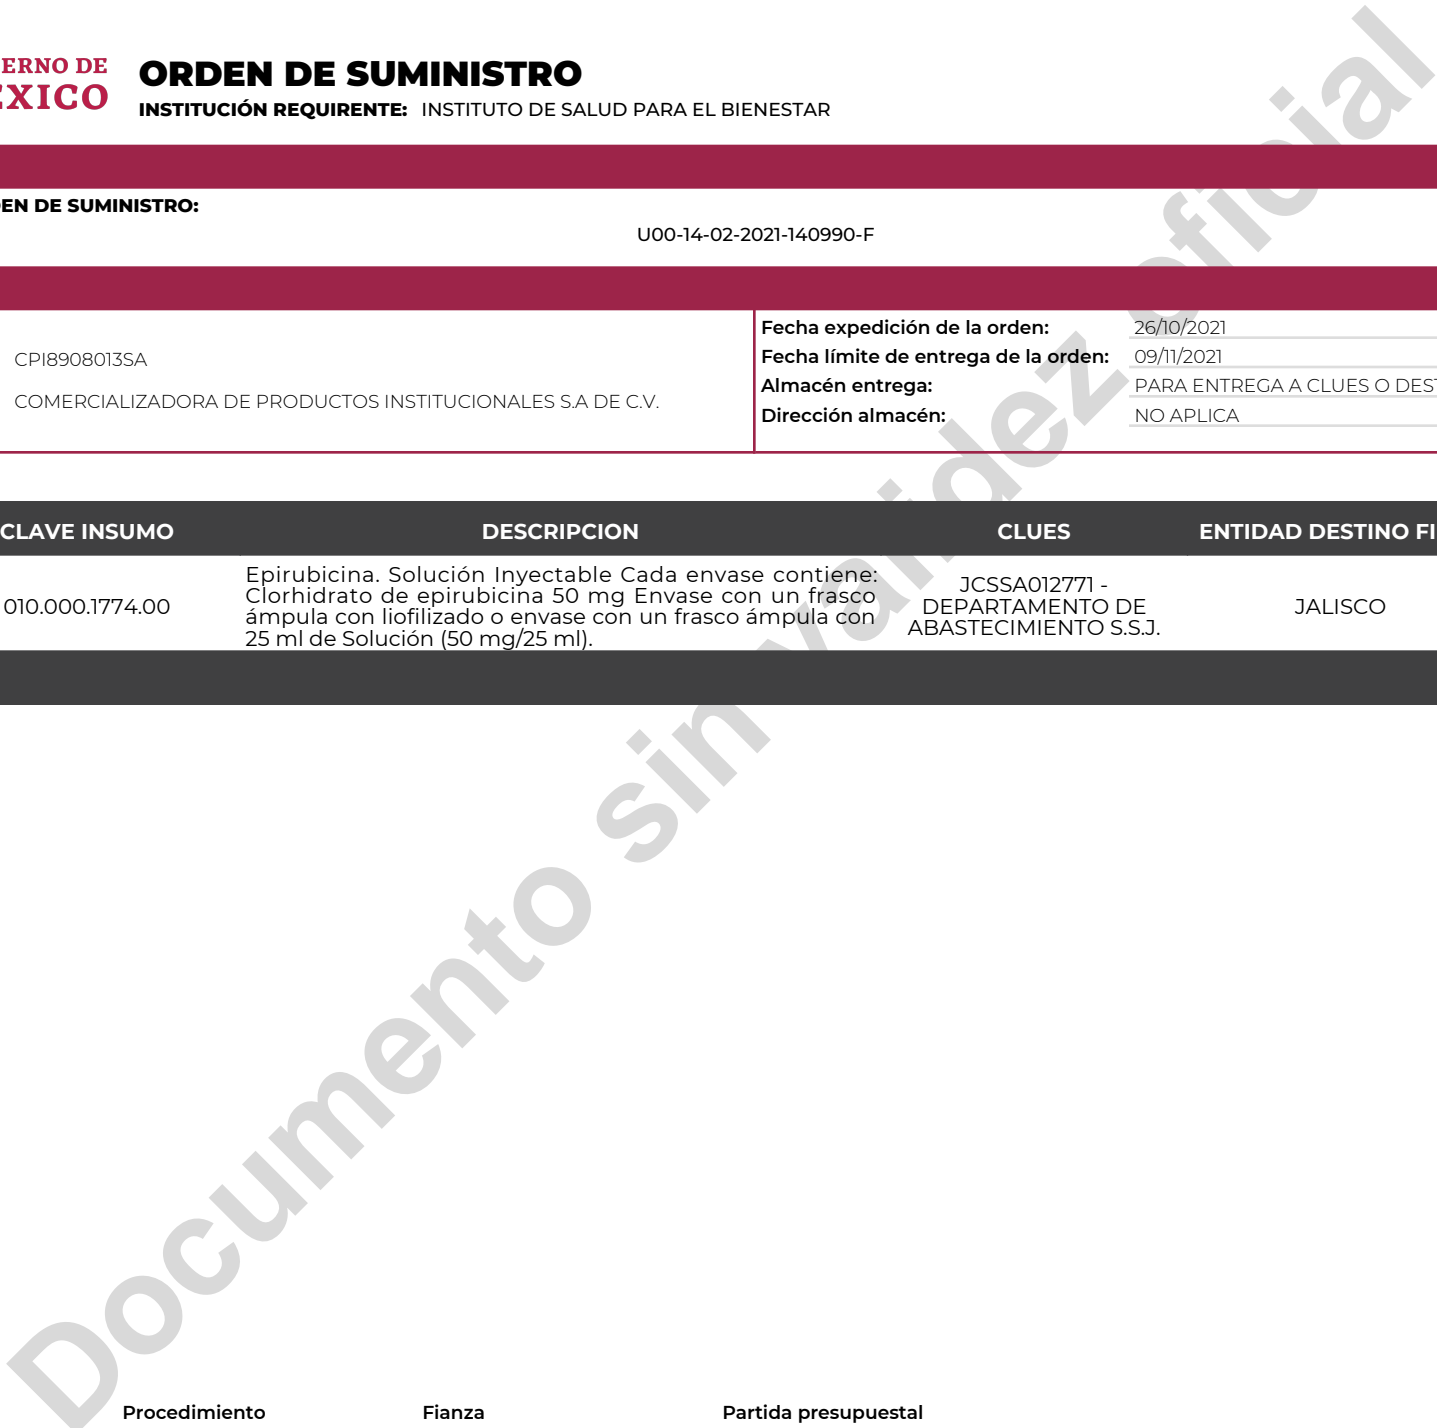 ERNO DE
EXICO
ORDEN DE SUMINISTRO
INSTITUCIÓN REQUIRENTE: INSTITUTO DE SALUD PARA EL BIENESTAR
EN DE SUMINISTRO:
U00-14-02-2021-140990-F
CPI8908013SA
COMERCIALIZADORA DE PRODUCTOS INSTITUCIONALES S.A DE C.V.
Fecha expedición de la orden: 26/10/2021
Fecha límite de entrega de la orden: 09/11/2021
Almacén entrega: PARA ENTREGA A CLUES O DEST
Dirección almacén: NO APLICA
CLAVE INSUMO DESCRIPCION CLUES ENTIDAD DESTINO FI
010.000.1774.00
Epirubicina. Solución Inyectable Cada envase contiene:
Clorhidrato de epirubicina 50 mg Envase con un frasco
ámpula con liofilizado o envase con un frasco ámpula con
25 ml de Solución (50 mg/25 ml).
JCSSA012771 -
DEPARTAMENTO DE
ABASTECIMIENTO S.S.J.
JALISCO
Documento sin validez oficial
Procedimiento Fianza Partida presupuestal